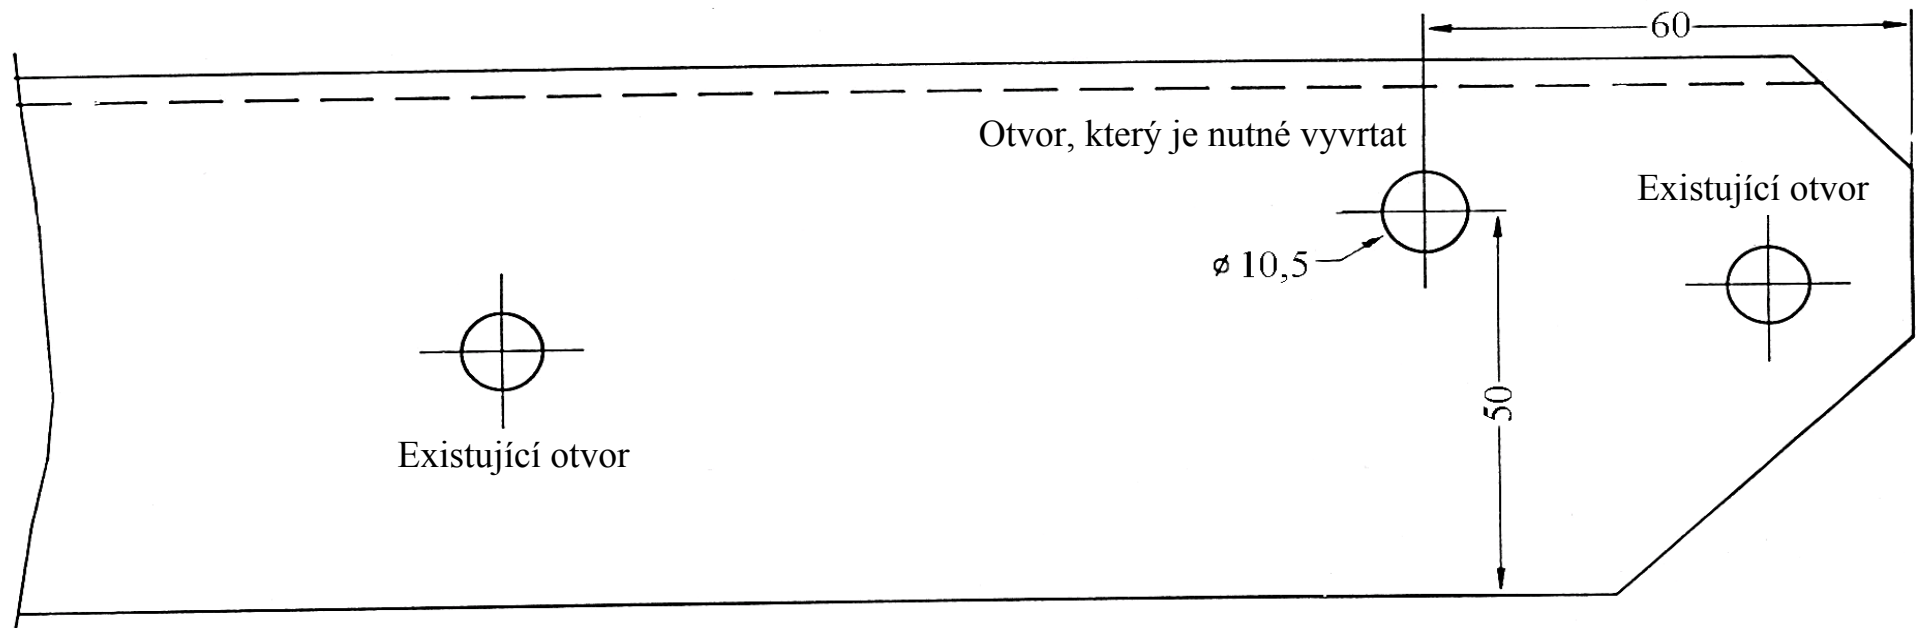 60
Otvor, který je nutné vyvrtat
Existující otvor
ø 10,5
50
Existující otvor